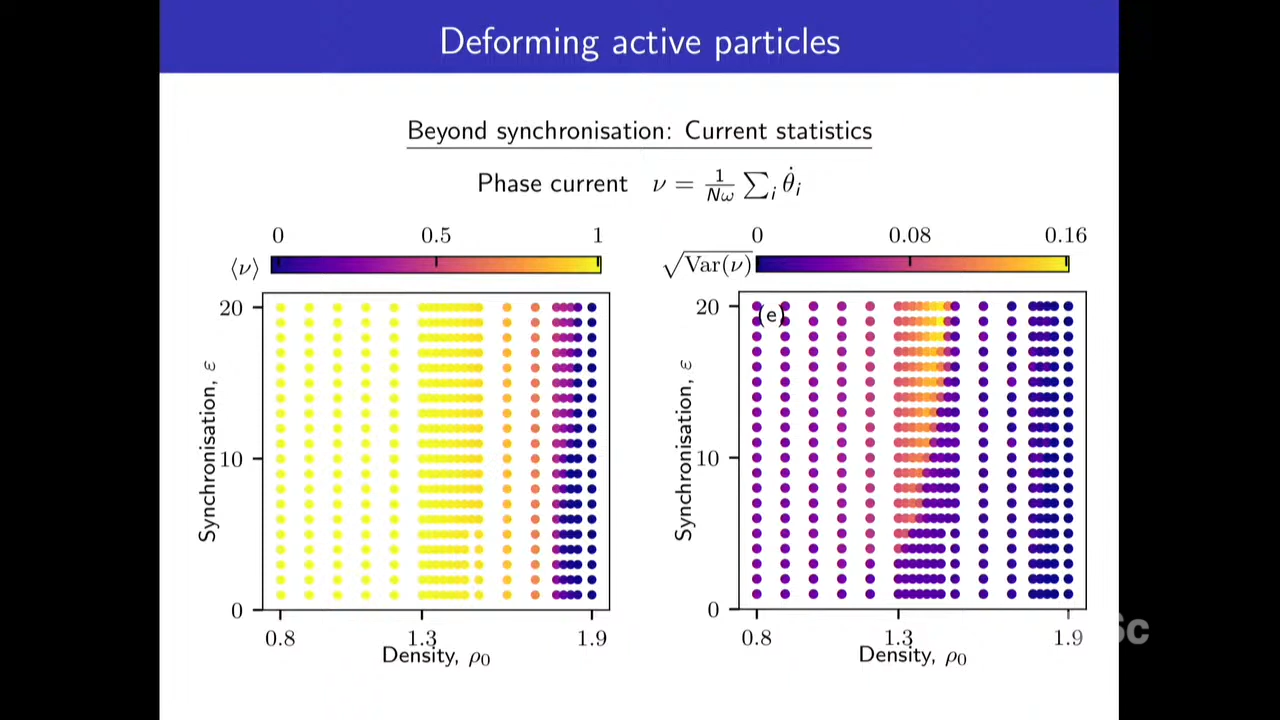 Deforming active particles
Beyond synchronisation: Current statistics
Phase current ν = 1/Nω ∑ᵢ θ̇ᵢ
0 0.5 1
⟨ν⟩
0 0.08 0.16
√Var(ν)
20
10
0
Synchronisation, ε
0.8 1.3 1.9
Density, ρ₀
(e)
20
10
0
Synchronisation, ε
0.8 1.3 1.9
Density, ρ₀